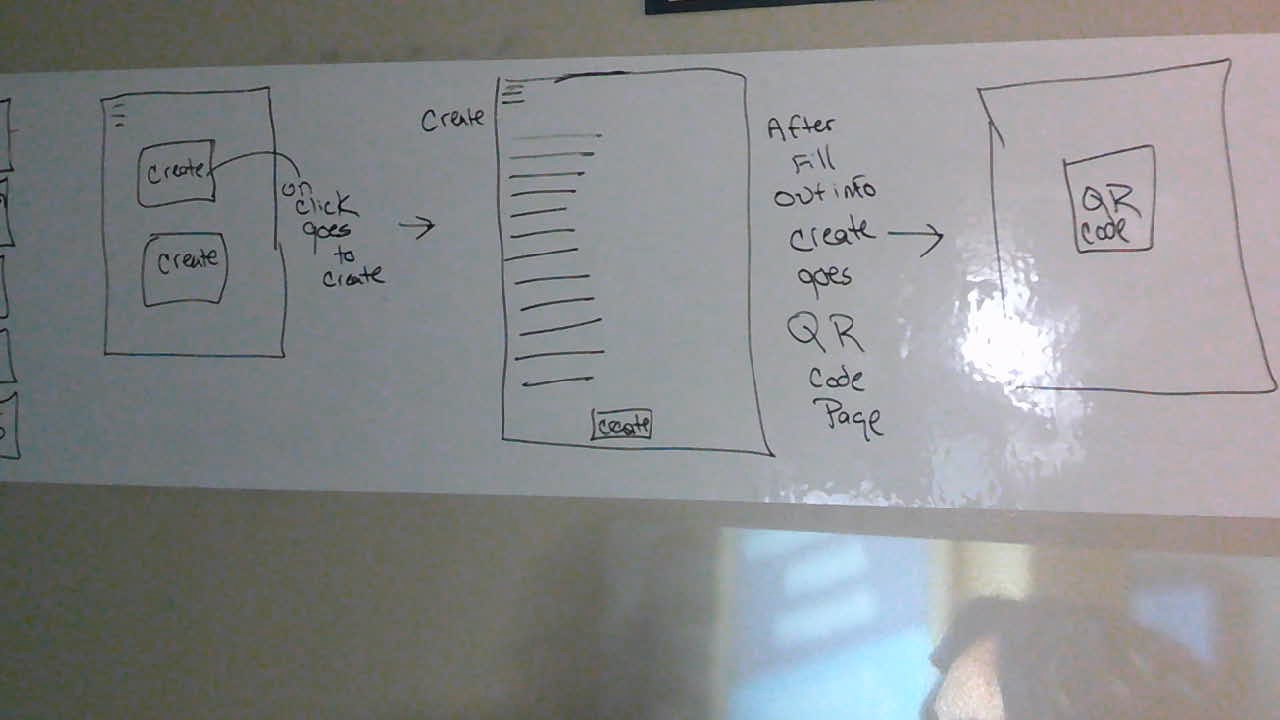 create
create
on
click
goes
to
create
Create
create
After
Fill
out info
create
goes
QR
code
Page
QR
code